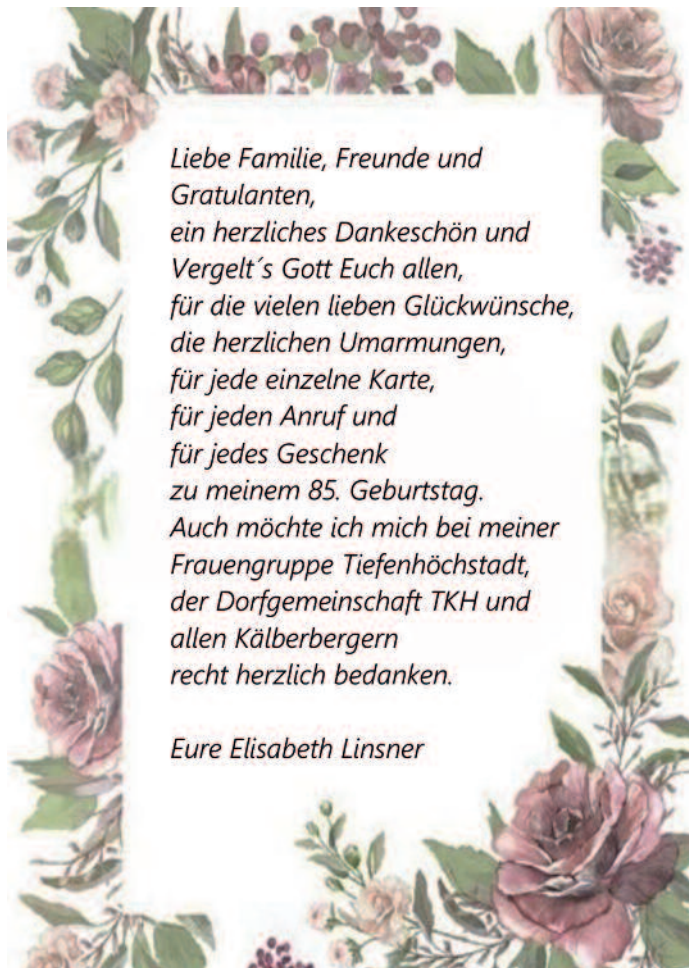 Liebe Familie, Freunde und
Gratulanten,
ein herzliches Dankeschön und
Vergelt´s Gott Euch allen,
für die vielen lieben Glückwünsche,
die herzlichen Umarmungen,
für jede einzelne Karte,
für jeden Anruf und
für jedes Geschenk
zu meinem 85. Geburtstag.
Auch möchte ich mich bei meiner
Frauengruppe Tiefenhöchstadt,
der Dorfgemeinschaft TKH und
allen Kälberbergern
recht herzlich bedanken.
Eure Elisabeth Linsner